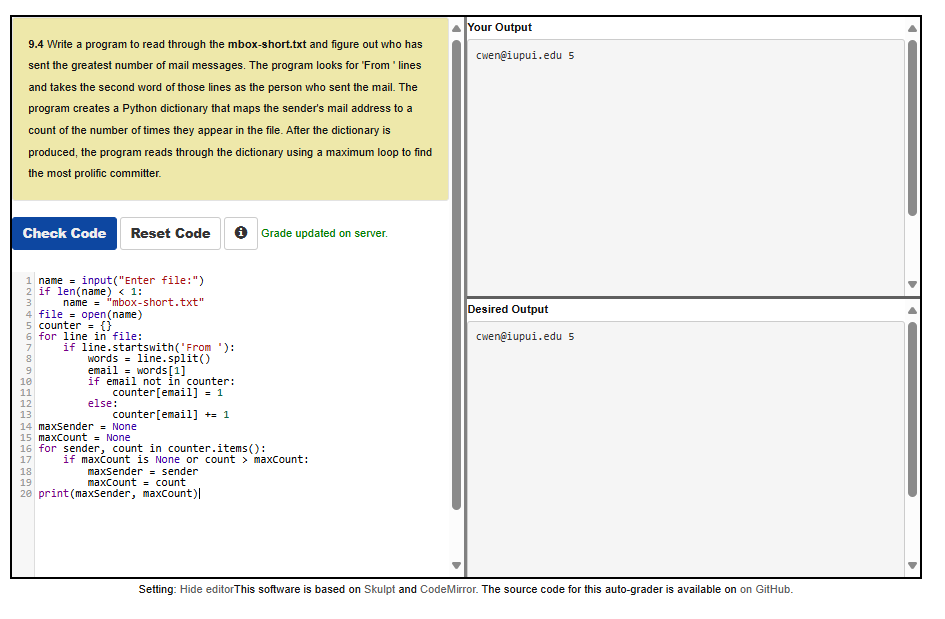 9.4 Write a program to read through the mbox-short.txt and figure out who has
sent the greatest number of mail messages. The program looks for 'From ' lines
and takes the second word of those lines as the person who sent the mail. The
program creates a Python dictionary that maps the sender's mail address to a
count of the number of times they appear in the file. After the dictionary is
produced, the program reads through the dictionary using a maximum loop to find
the most prolific committer.
Check Code Reset Code Grade updated on server.
1 name = input("Enter file:")
2 if len(name) < 1:
3     name = "mbox-short.txt"
4 file = open(name)
5 counter = {}
6 for line in file:
7     if line.startswith('From '):
8         words = line.split()
9         email = words[1]
10         if email not in counter:
11             counter[email] = 1
12         else:
13             counter[email] += 1
14 maxSender = None
15 maxCount = None
16 for sender, count in counter.items():
17     if maxCount is None or count > maxCount:
18         maxSender = sender
19         maxCount = count
20 print(maxSender, maxCount)
Your Output
cwen@iupui.edu 5
Desired Output
cwen@iupui.edu 5
Setting: Hide editorThis software is based on Skulpt and CodeMirror. The source code for this auto-grader is available on on GitHub.